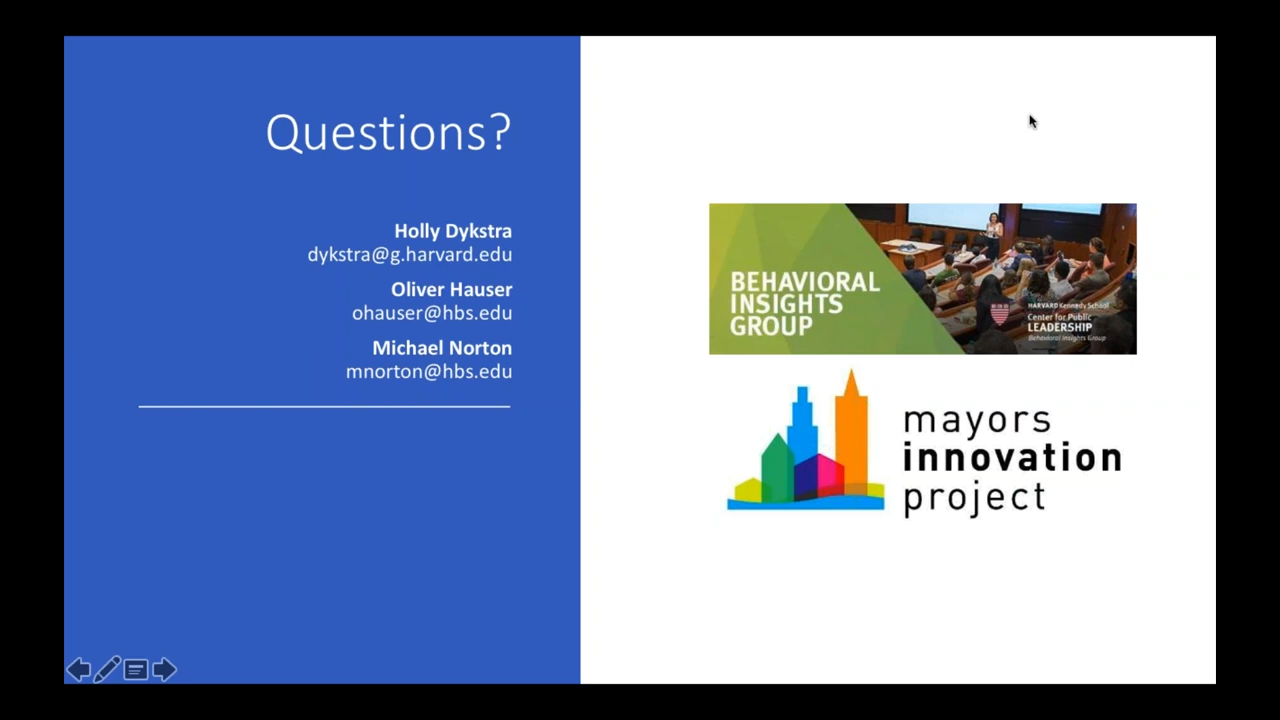 Questions?
Holly Dykstra
dykstra@g.harvard.edu
Oliver Hauser
ohauser@hbs.edu
Michael Norton
mnorton@hbs.edu
BEHAVIORAL
INSIGHTS
GROUP
HARVARD Kennedy School
Center for Public
LEADERSHIP
Behavioral Insights Group
mayors
innovation
project